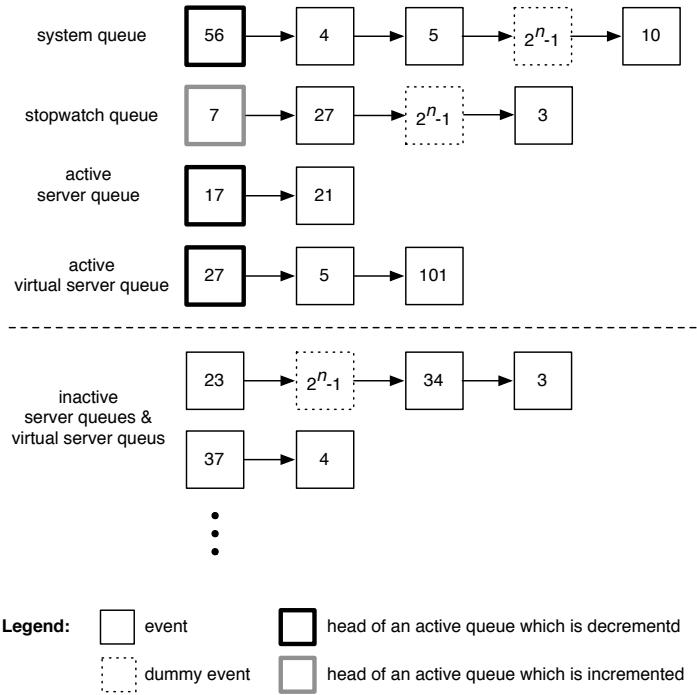 system queue
56 4 5 2^n-1 10
stopwatch queue
7 27 2^n-1 3
active
server queue
17 21
active
virtual server queue
27 5 101
inactive
server queues &
virtual server queus
23 2^n-1 34 3
37 4
Legend:
event
head of an active queue which is decrementd
dummy event
head of an active queue which is incremented